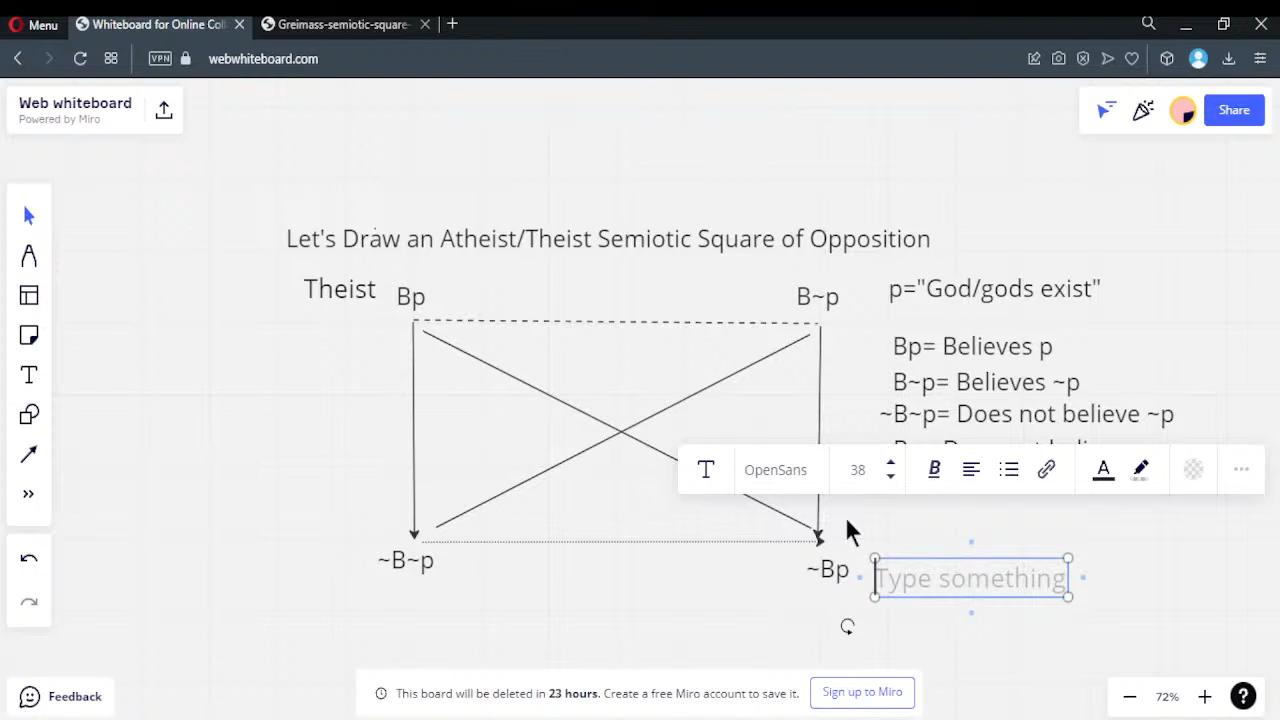 Menu
Whiteboard for Online Col
Greimass-semiotic-square-
VPN
webwhiteboard.com
Web whiteboard
Powered by Miro
Share
Let's Draw an Atheist/Theist Semiotic Square of Opposition
Theist Bp
B~p
p="God/gods exist"
Bp= Believes p
B~p= Believes ~p
~B~p= Does not believe ~p
OpenSans
38
B
A
~B~p
~Bp
Type something
Feedback
This board will be deleted in 23 hours. Create a free Miro account to save it.
Sign up to Miro
72%